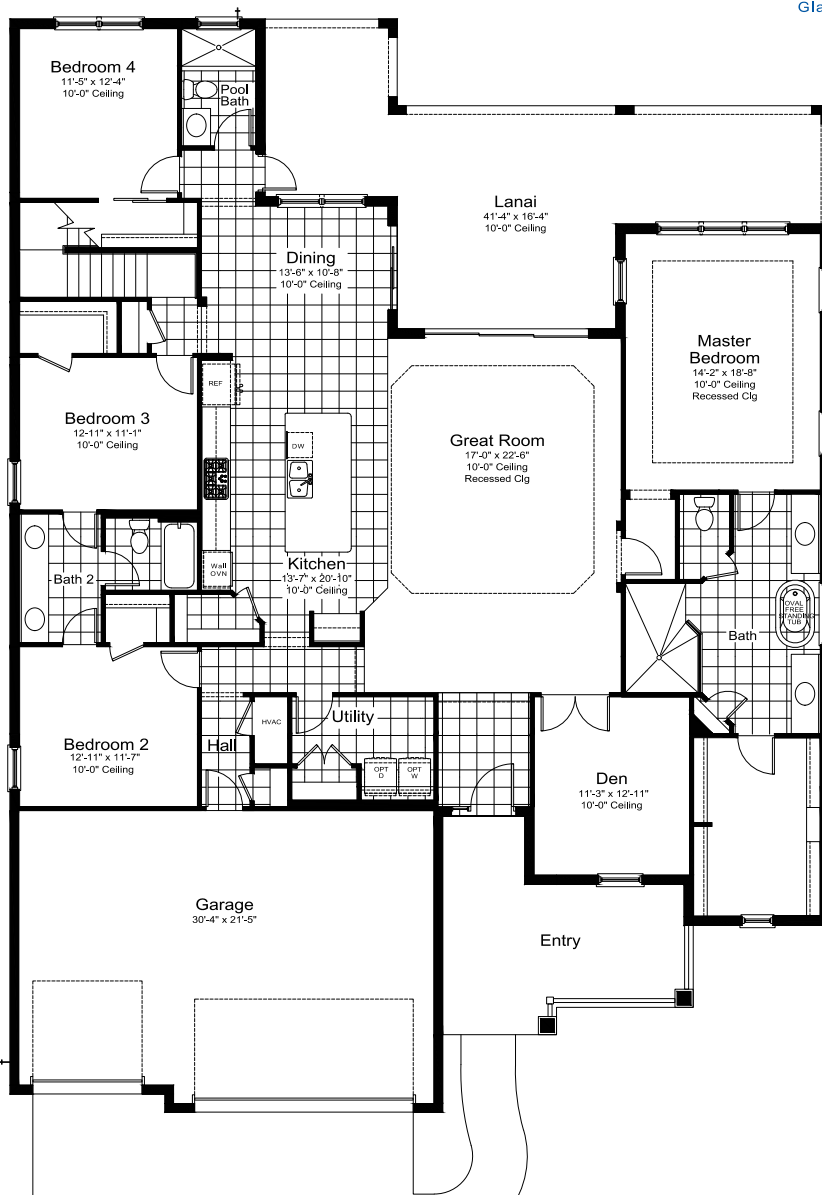 Gla
Bedroom 4
11'-5" x 12'-4"
10'-0" Ceiling
Pool
Bath
Lanai
41'-4" x 16'-4"
10'-0" Ceiling
Dining
13'-6" x 10'-8"
10'-0" Ceiling
Master
Bedroom
14'-2" x 18'-8"
10'-0" Ceiling
Recessed Clg
REF
Bedroom 3
12-11" x 11'-1"
10'-0" Ceiling
DW
Great Room
17'-0" x 22'-6"
10'-0" Ceiling
Recessed Clg
Wall
OVN
Kitchen
13'-7" x 20'-10"
10'-0" Ceiling
Bath 2
OVAL
FREE
STANDING
TUB
Bath
Bedroom 2
12'-11" x 11'-7"
10'-0" Ceiling
Hall
HVAC
Utility
OPT
D
OPT
W
Den
11'-3" x 12'-11"
10'-0" Ceiling
Garage
30'-4" x 21'-5"
Entry